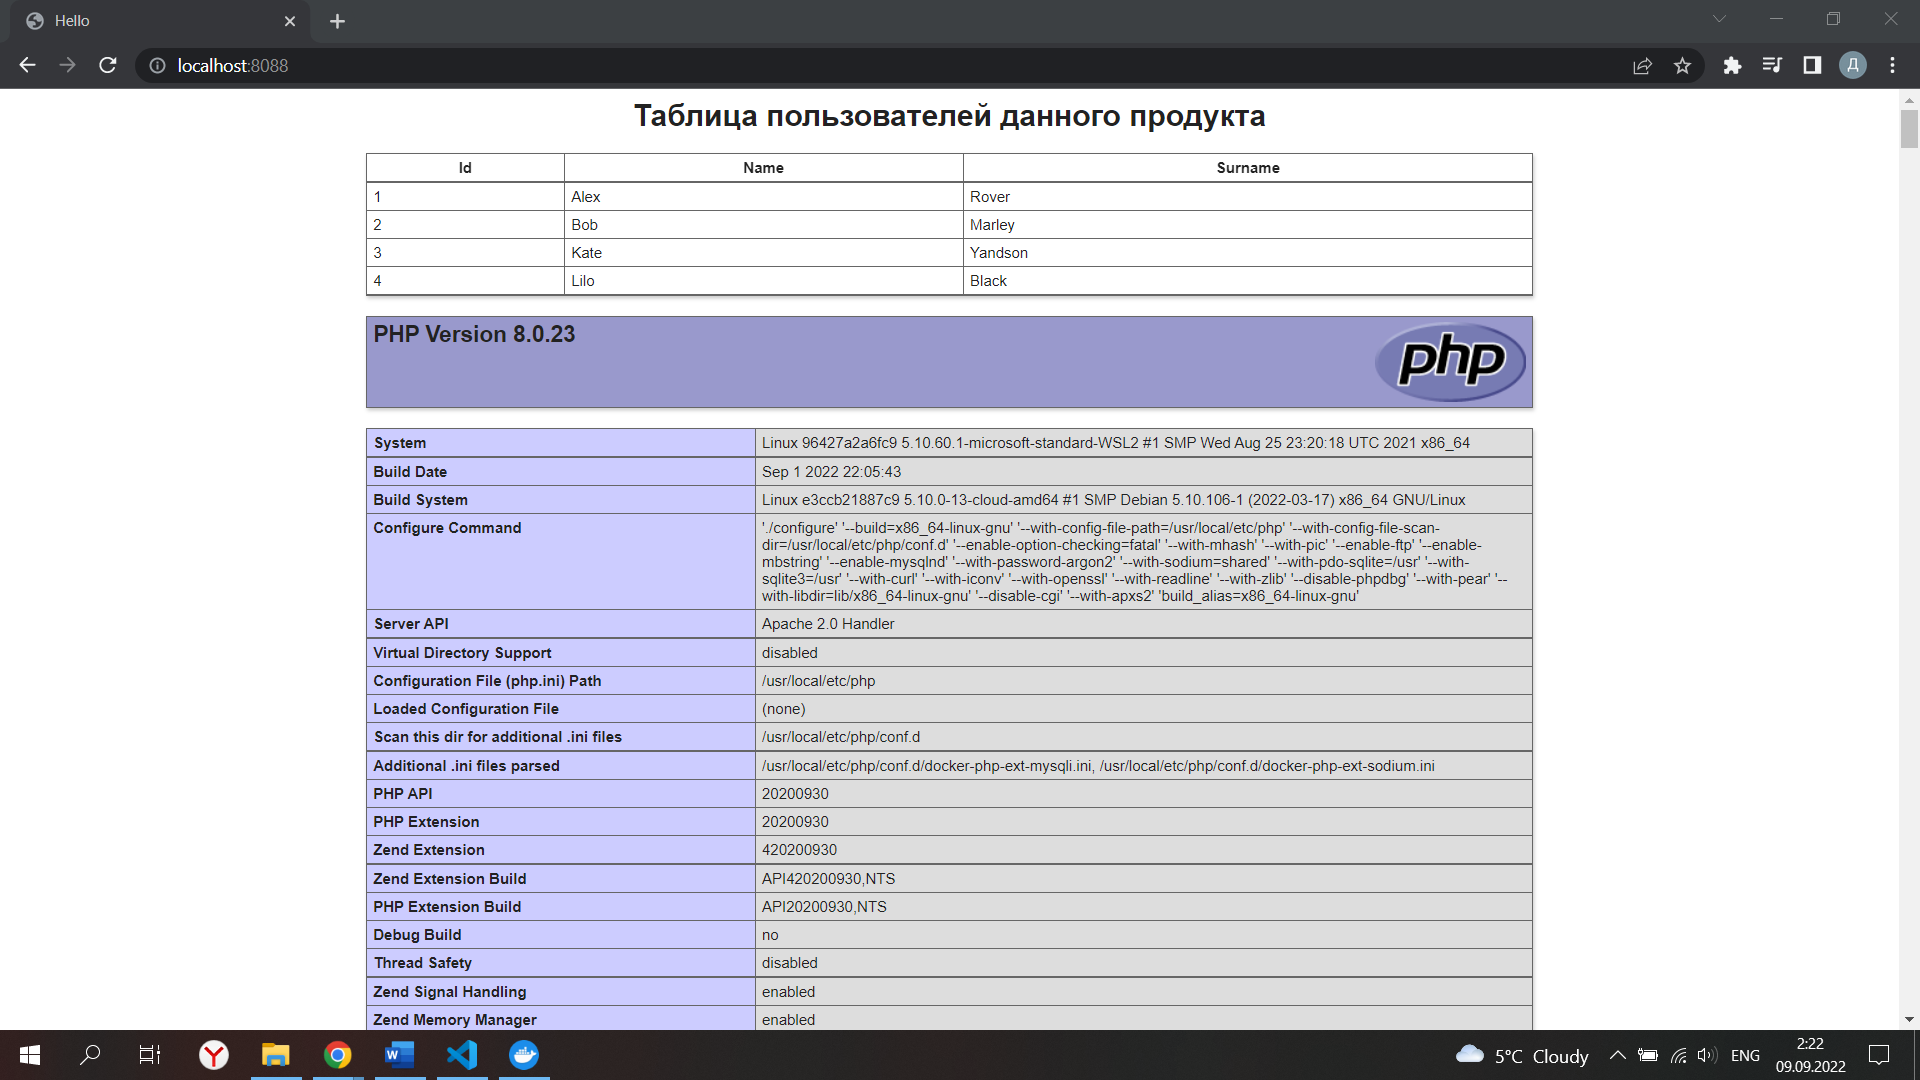 Hello
localhost:8088
Д
Таблица пользователей данного продукта
Id Name Surname
1 Alex Rover
2 Bob Marley
3 Kate Yandson
4 Lilo Black
PHP Version 8.0.23
php
System Linux 96427a2a6fc9 5.10.60.1-microsoft-standard-WSL2 #1 SMP Wed Aug 25 23:20:18 UTC 2021 x86_64
Build Date Sep 1 2022 22:05:43
Build System Linux e3ccb21887c9 5.10.0-13-cloud-amd64 #1 SMP Debian 5.10.106-1 (2022-03-17) x86_64 GNU/Linux
Configure Command './configure' '--build=x86_64-linux-gnu' '--with-config-file-path=/usr/local/etc/php' '--with-config-file-scan-
dir=/usr/local/etc/php/conf.d' '--enable-option-checking=fatal' '--with-mhash' '--with-pic' '--enable-ftp' '--enable-
mbstring' '--enable-mysqlnd' '--with-password-argon2' '--with-sodium=shared' '--with-pdo-sqlite=/usr' '--with-
sqlite3=/usr' '--with-curl' '--with-iconv' '--with-openssl' '--with-readline' '--with-zlib' '--disable-phpdbg' '--with-pear' '--
with-libdir=lib/x86_64-linux-gnu' '--disable-cgi' '--with-apxs2' 'build_alias=x86_64-linux-gnu'
Server API Apache 2.0 Handler
Virtual Directory Support disabled
Configuration File (php.ini) Path /usr/local/etc/php
Loaded Configuration File (none)
Scan this dir for additional .ini files /usr/local/etc/php/conf.d
Additional .ini files parsed /usr/local/etc/php/conf.d/docker-php-ext-mysqli.ini, /usr/local/etc/php/conf.d/docker-php-ext-sodium.ini
PHP API 20200930
PHP Extension 20200930
Zend Extension 420200930
Zend Extension Build API420200930,NTS
PHP Extension Build API20200930,NTS
Debug Build no
Thread Safety disabled
Zend Signal Handling enabled
Zend Memory Manager enabled
5°C Cloudy ENG 2:22
09.09.2022